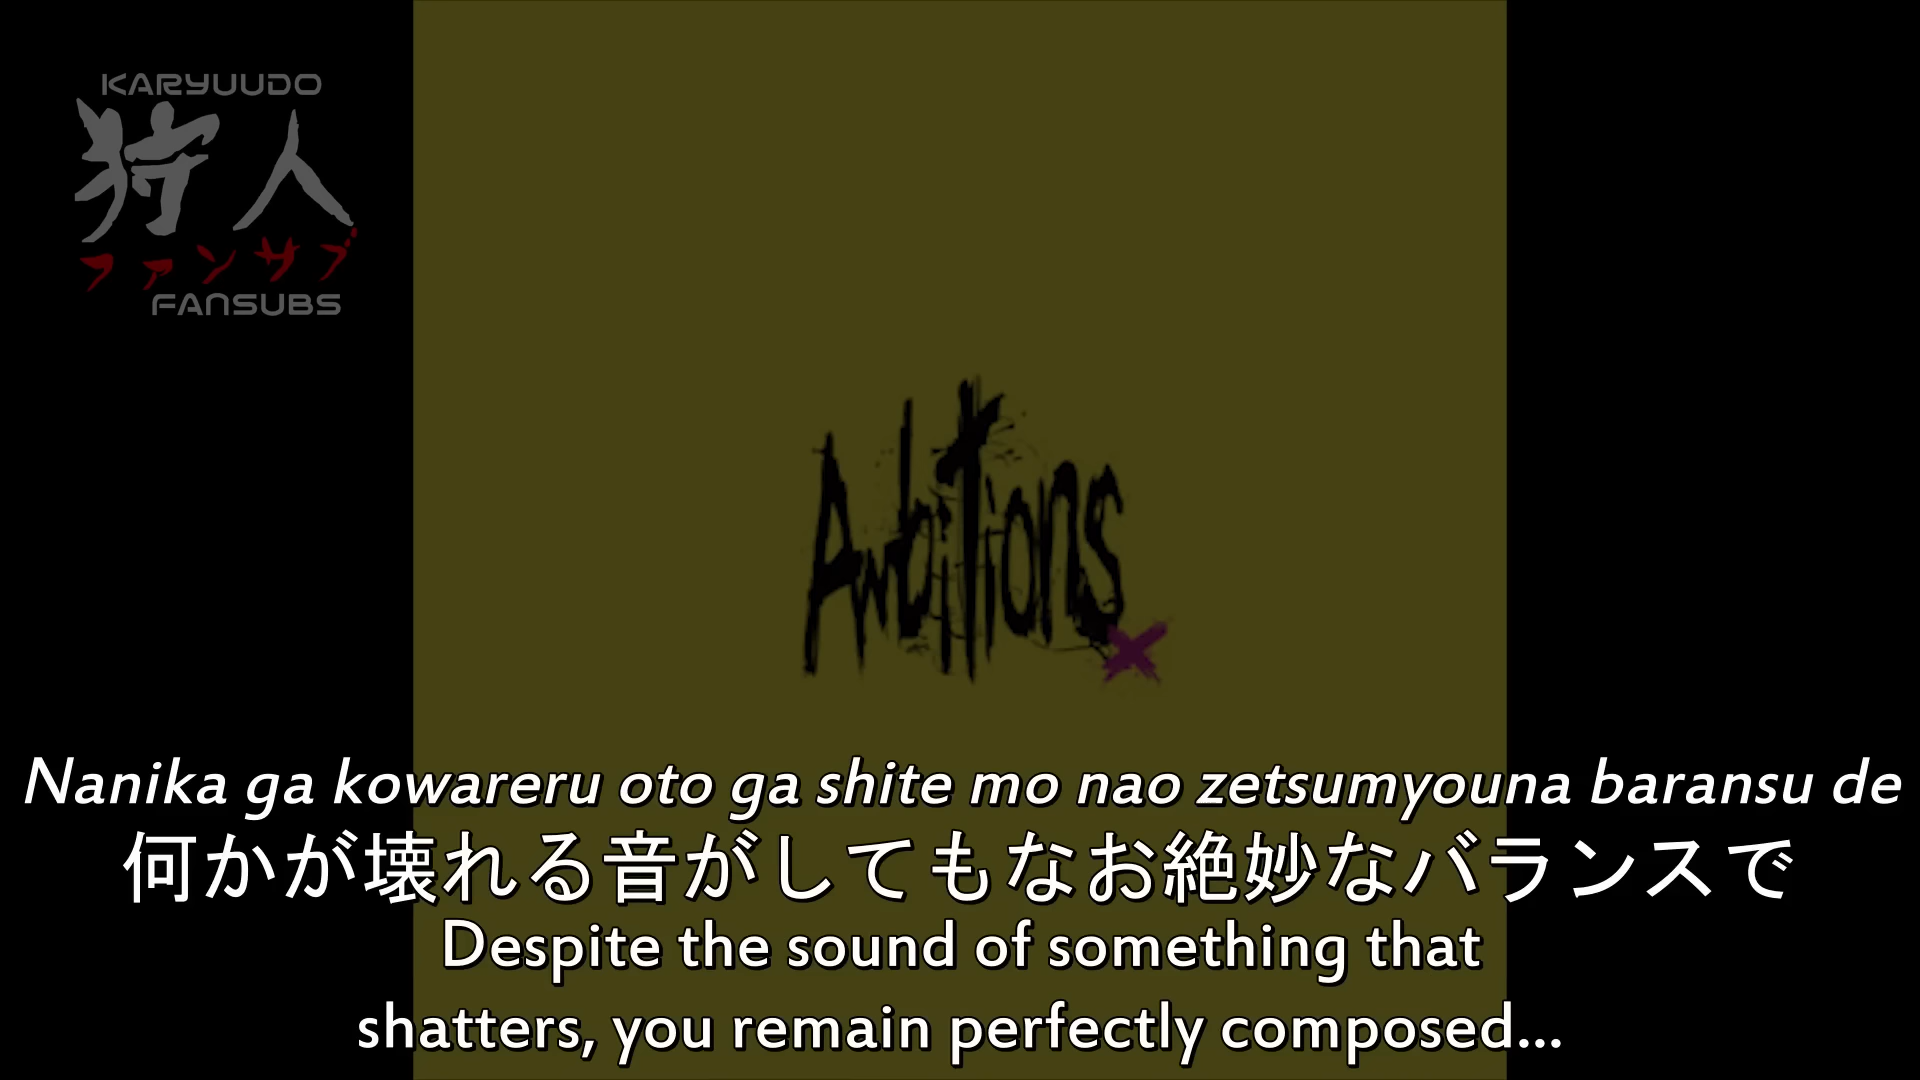 KARYUUDO
狩人
ファンサブ
FANSUBS
Ambitions
Nanika ga kowareru oto ga shite mo nao zetsumyouna baransu de
何かが壊れる音がしてもなお絶妙なバランスで
Despite the sound of something that
shatters, you remain perfectly composed...